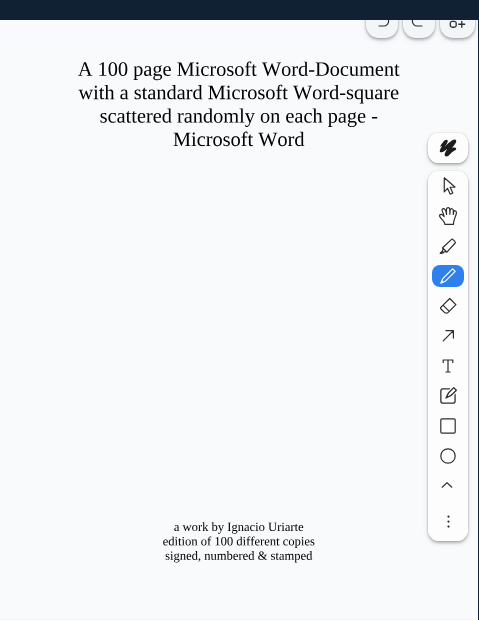 A 100 page Microsoft Word-Document
with a standard Microsoft Word-square
scattered randomly on each page -
Microsoft Word
a work by Ignacio Uriarte
edition of 100 different copies
signed, numbered & stamped